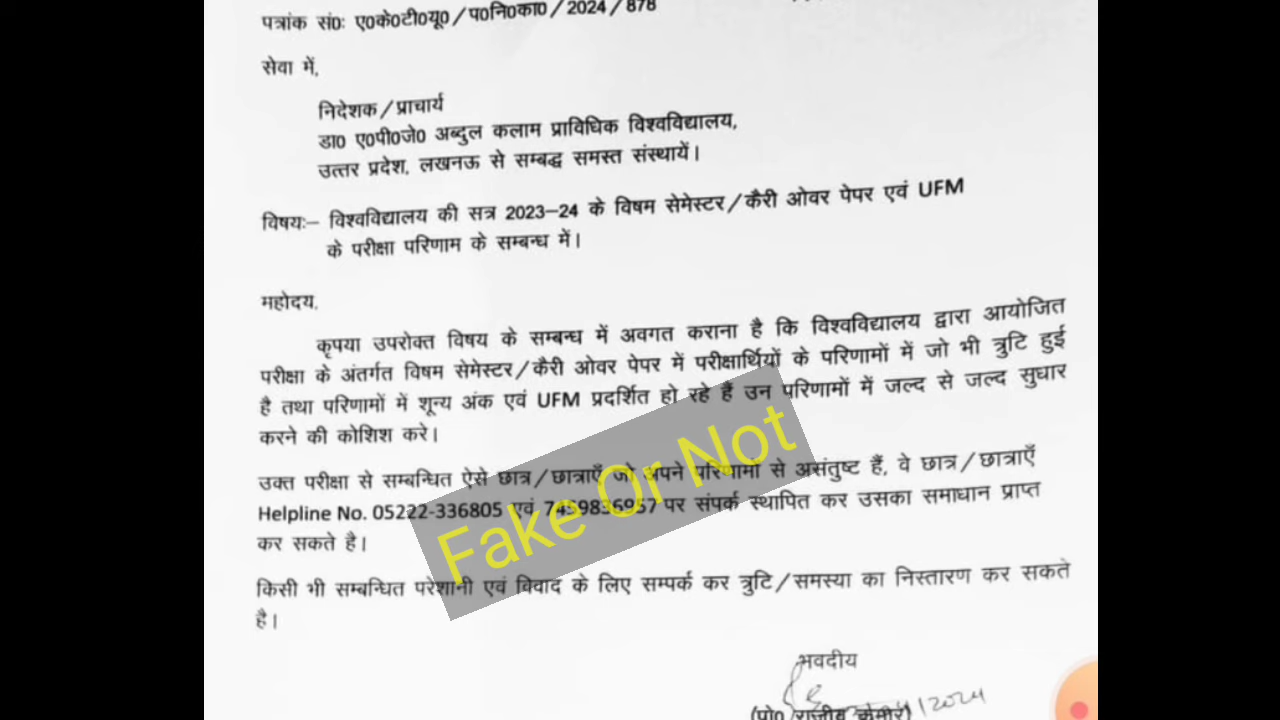 पत्रांक सं0: ए0के0टी0यू0/प0नि0का0/2024/878
सेवा में,
निदेशक/प्राचार्य
डा0 ए0पी0जे0 अब्दुल कलाम प्राविधिक विश्वविद्यालय,
उत्तर प्रदेश, लखनऊ से सम्बद्ध समस्त संस्थायें।
विषयः– विश्वविद्यालय की सत्र 2023–24 के विषम सेमेस्टर/कैरी ओवर पेपर एवं UFM
के परीक्षा परिणाम के सम्बन्ध में।
महोदय,
कृपया उपरोक्त विषय के सम्बन्ध में अवगत कराना है कि विश्वविद्यालय द्वारा आयोजित
परीक्षा के अंतर्गत विषम सेमेस्टर/कैरी ओवर पेपर में परीक्षार्थियों के परिणामों में जो भी त्रुटि हुई
है तथा परिणामों में शून्य अंक एवं UFM प्रदर्शित हो रहे हैं उन परिणामों में जल्द से जल्द सुधार
करने की कोशिश करे।
उक्त परीक्षा से सम्बन्धित ऐसे छात्र/छात्राएँ जो अपने परिणामों से असंतुष्ट हैं, वे छात्र/छात्राएँ
Helpline No. 05222-336805 एवं पर संपर्क स्थापित कर उसका समाधान प्राप्त
कर सकते है।
किसी भी सम्बन्धित परेशानी एवं विवाद के लिए सम्पर्क कर त्रुटि/समस्या का निस्तारण कर सकते
है।
Fake Or Not
भवदीय
(प्रो0 राजीव कुमार)